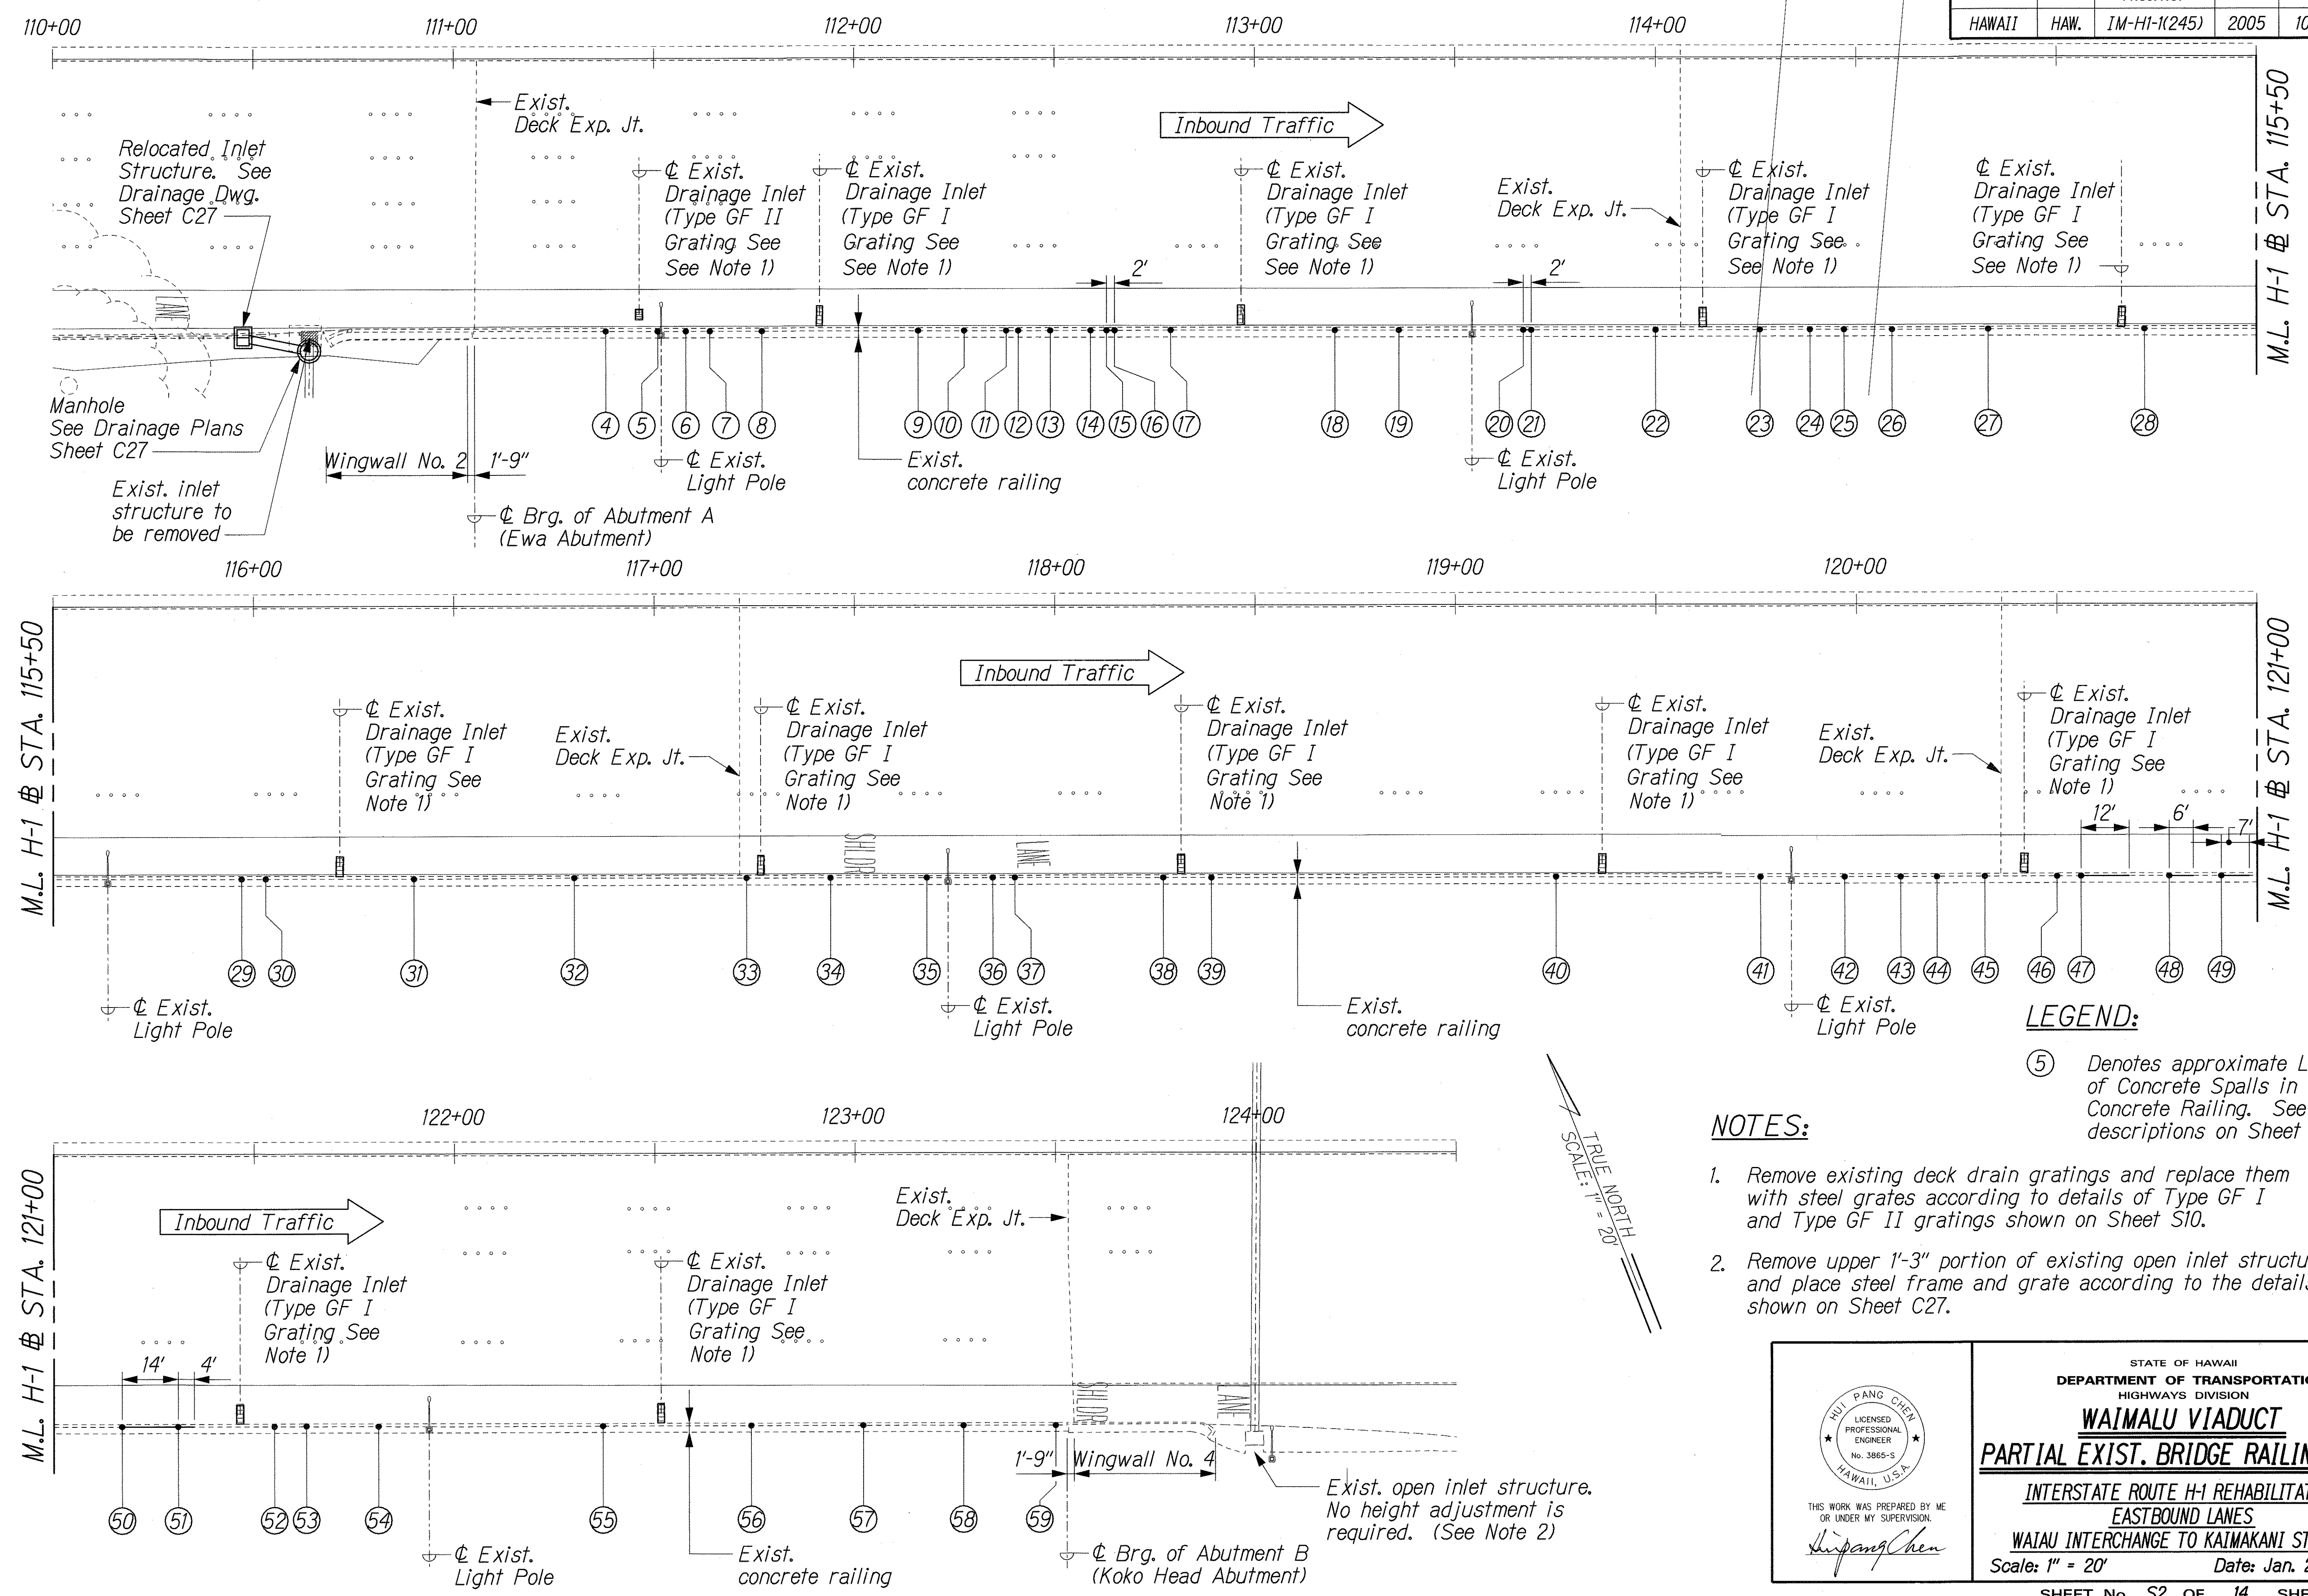 HAWAII HAW. IM-H1-1(245) 2005 10
110+00 111+00 112+00 113+00 114+00
Exist.
Deck Exp. Jt.
Inbound Traffic
Relocated Inlet
Structure. See
Drainage Dwg.
Sheet C27
℄ Exist.
Drainage Inlet
(Type GF II
Grating See
See Note 1)
℄ Exist.
Drainage Inlet
(Type GF I
Grating See
See Note 1)
2'
℄ Exist.
Drainage Inlet
(Type GF I
Grating See
See Note 1)
Exist.
Deck Exp. Jt.
2'
℄ Exist.
Drainage Inlet
(Type GF I
Grating See
See Note 1)
℄ Exist.
Drainage Inlet
(Type GF I
Grating See
See Note 1)
M.L. H-1 ⅊ STA. 115+50
LANE
Manhole
See Drainage Plans
Sheet C27
Exist. inlet
structure to
be removed
Wingwall No. 2 1'-9"
4 5 6 7 8 9 10 11 12 13 14 15 16 17 18 19 20 21 22 23 24 25 26 27 28
℄ Exist.
Light Pole
Exist.
concrete railing
℄ Exist.
Light Pole
℄ Brg. of Abutment A
(Ewa Abutment)
116+00 117+00 118+00 119+00 120+00
M.L. H-1 ⅊ STA. 115+50
Inbound Traffic
℄ Exist.
Drainage Inlet
(Type GF I
Grating See
Note 1)
Exist.
Deck Exp. Jt.
℄ Exist.
Drainage Inlet
(Type GF I
Grating See
Note 1)
℄ Exist.
Drainage Inlet
(Type GF I
Grating See
Note 1)
℄ Exist.
Drainage Inlet
(Type GF I
Grating See
Note 1)
Exist.
Deck Exp. Jt.
℄ Exist.
Drainage Inlet
(Type GF I
Grating See
Note 1)
12' 6' 7'
M.L. H-1 ⅊ STA. 121+00
SHLDR
LANE
29 30 31 32 33 34 35 36 37 38 39 40 41 42 43 44 45 46 47 48 49
℄ Exist.
Light Pole
℄ Exist.
Light Pole
Exist.
concrete railing
℄ Exist.
Light Pole
LEGEND:
5 Denotes approximate
of Concrete Spalls in
Concrete Railing. See
descriptions on Sheet
122+00 123+00 124+00
M.L. H-1 ⅊ STA. 121+00
Inbound Traffic
℄ Exist.
Drainage Inlet
(Type GF I
Grating See
Note 1)
℄ Exist.
Drainage Inlet
(Type GF I
Grating See
Note 1)
Exist.
Deck Exp. Jt.
14' 4'
SHLDR
LANE
1'-9" Wingwall No. 4
50 51 52 53 54 55 56 57 58 59
℄ Exist.
Light Pole
Exist.
concrete railing
℄ Brg. of Abutment B
(Koko Head Abutment)
Exist. open inlet structure.
No height adjustment is
required. (See Note 2)
TRUE NORTH
SCALE: 1" = 20'
NOTES:
1. Remove existing deck drain gratings and replace them
with steel grates according to details of Type GF I
and Type GF II gratings shown on Sheet S10.
2. Remove upper 1'-3" portion of existing open inlet
and place steel frame and grate according to the
shown on Sheet C27.
HUI PANG CHEN
LICENSED
PROFESSIONAL
ENGINEER
No. 3865-S
HAWAII, U.S.A.
THIS WORK WAS PREPARED BY ME
OR UNDER MY SUPERVISION.
STATE OF HAWAII
DEPARTMENT OF
HIGHWAYS DIVISION
WAIMALU VIADUCT
PARTIAL EXIST. BRIDGE
INTERSTATE ROUTE H-1
EASTBOUND LANES
WAIAU INTERCHANGE TO KAIMAKANI
Scale: 1" = 20' Date: Jan.
SHEET No. S2 OF 14